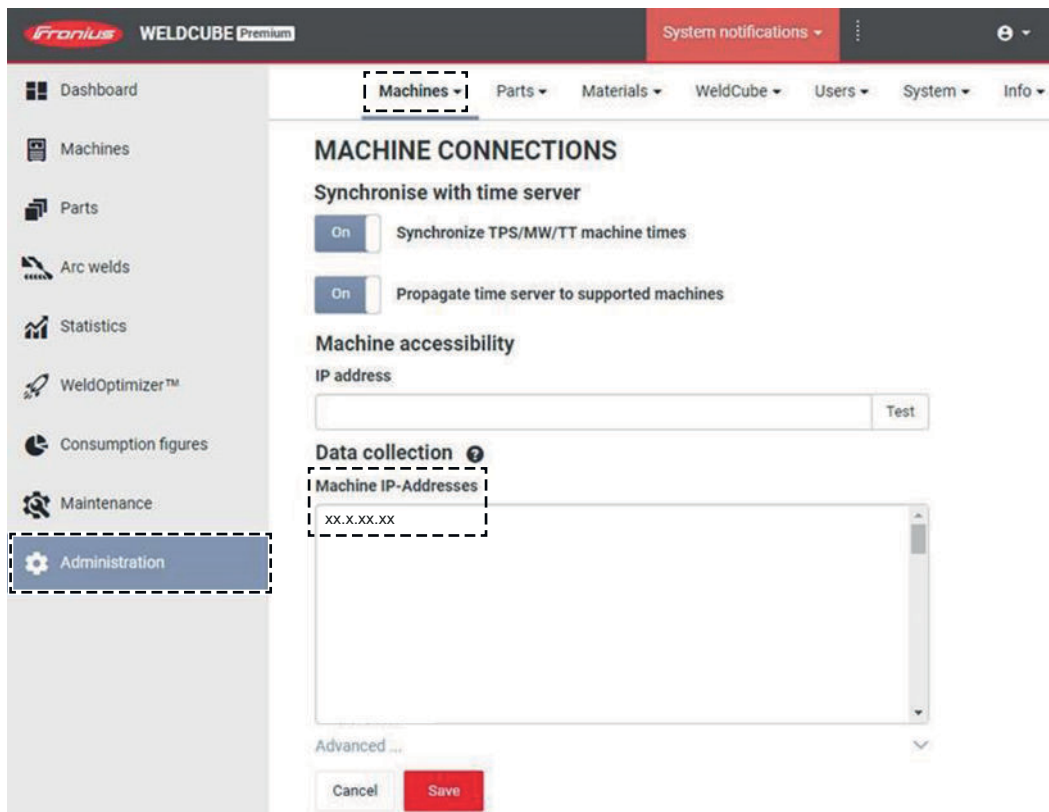 Fronius WELDCUBE Premium System notifications
Dashboard
Machines
Parts
Arc welds
Statistics
WeldOptimizer™
Consumption figures
Maintenance
Administration
Machines Parts Materials WeldCube Users System Info
MACHINE CONNECTIONS
Synchronise with time server
On Synchronize TPS/MW/TT machine times
On Propagate time server to supported machines
Machine accessibility
IP address
Test
Data collection ?
Machine IP-Addresses
xx.x.xx.xx
Advanced ...
Cancel Save